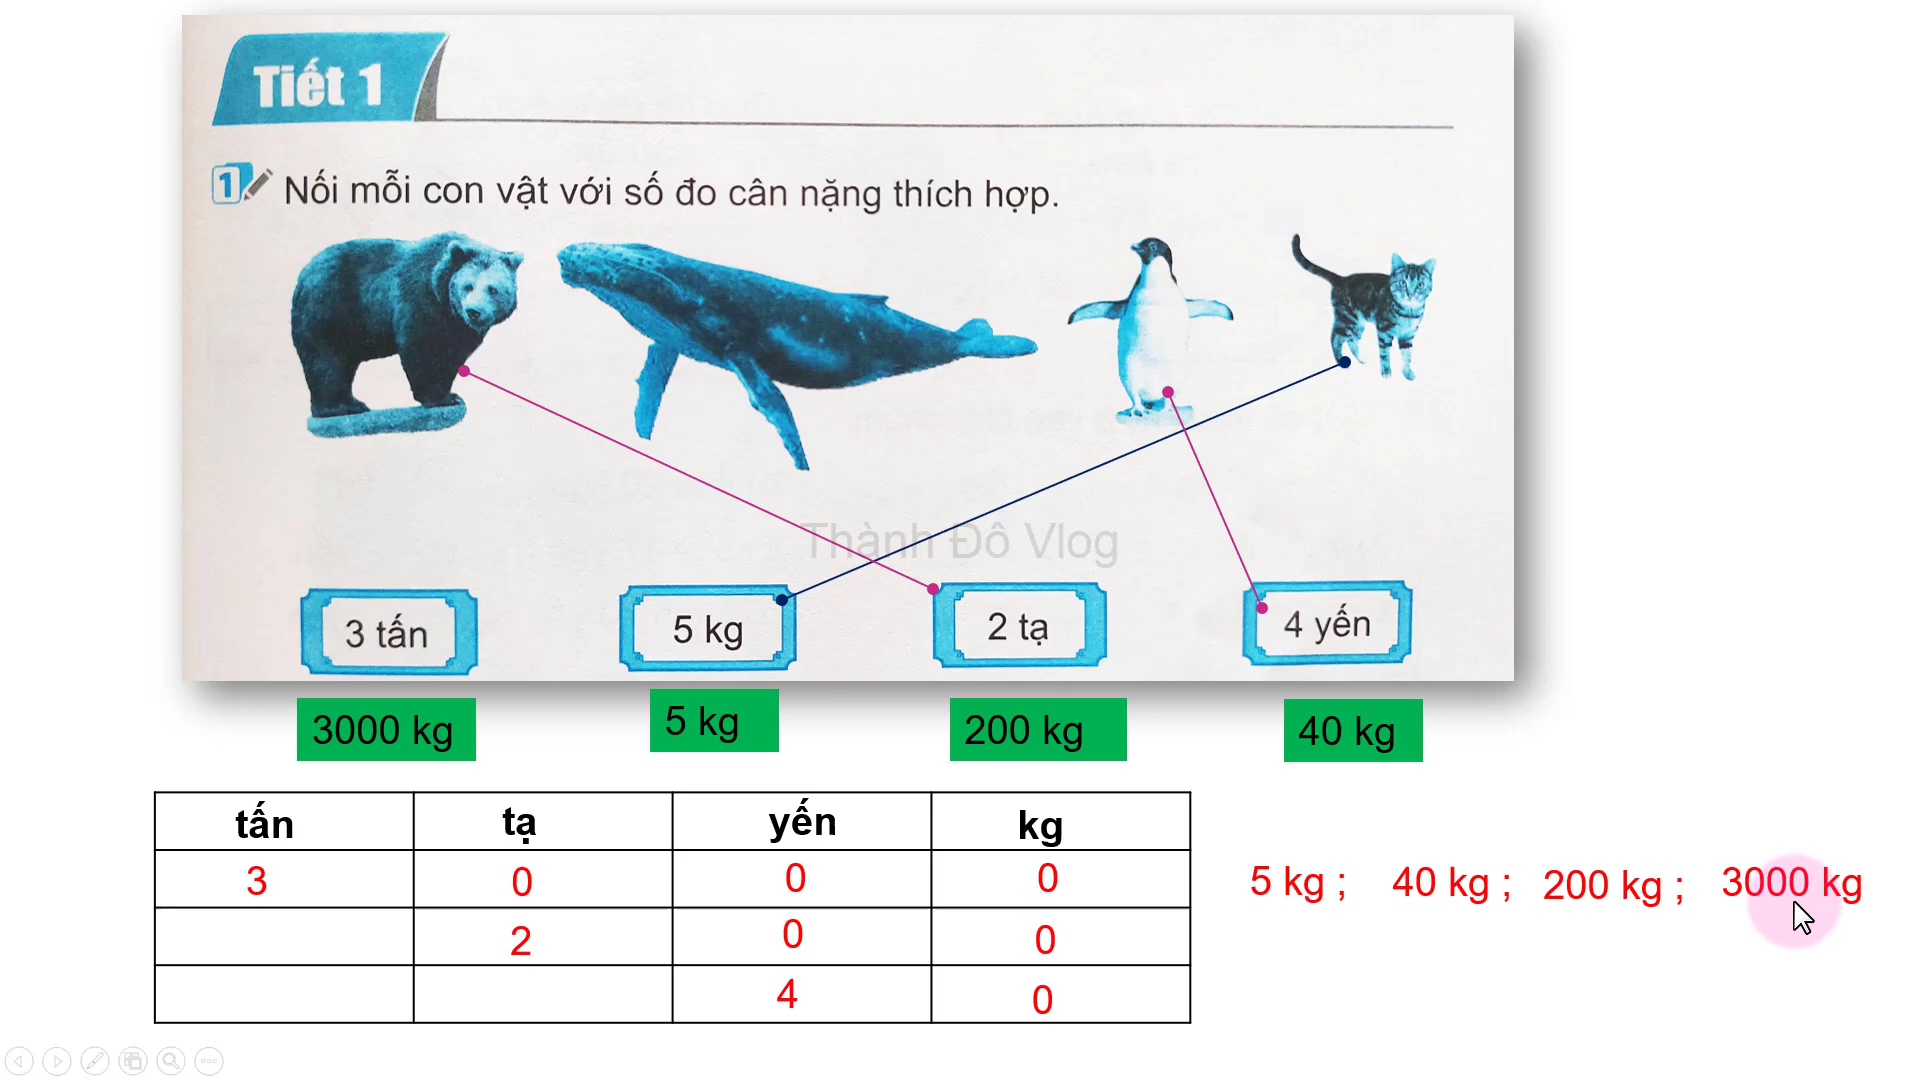 Tiết 1
1 Nối mỗi con vật với số đo cân nặng thích hợp.
Thành Đô Vlog
3 tấn 5 kg 2 tạ 4 yến
3000 kg 5 kg 200 kg 40 kg
tấn tạ yến kg
3 0 0 0
5 kg ; 40 kg ; 200 kg ; 3000 kg
2 0 0
4 0